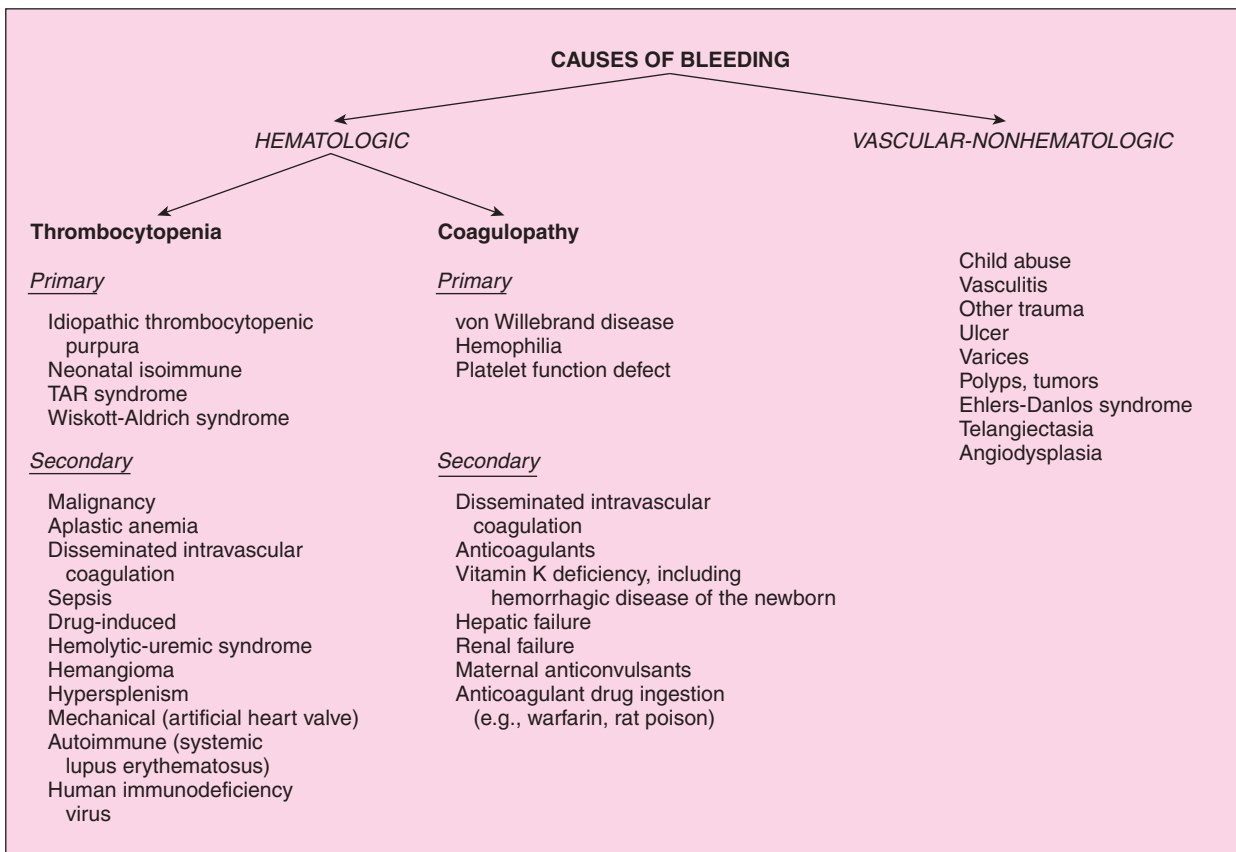 CAUSES OF BLEEDING
HEMATOLOGIC
VASCULAR-NONHEMATOLOGIC
Thrombocytopenia
Primary
Idiopathic thrombocytopenic
purpura
Neonatal isoimmune
TAR syndrome
Wiskott-Aldrich syndrome
Secondary
Malignancy
Aplastic anemia
Disseminated intravascular
coagulation
Sepsis
Drug-induced
Hemolytic-uremic syndrome
Hemangioma
Hypersplenism
Mechanical (artificial heart valve)
Autoimmune (systemic
lupus erythematosus)
Human immunodeficiency
virus
Coagulopathy
Primary
von Willebrand disease
Hemophilia
Platelet function defect
Secondary
Disseminated intravascular
coagulation
Anticoagulants
Vitamin K deficiency, including
hemorrhagic disease of the newborn
Hepatic failure
Renal failure
Maternal anticonvulsants
Anticoagulant drug ingestion
(e.g., warfarin, rat poison)
Child abuse
Vasculitis
Other trauma
Ulcer
Varices
Polyps, tumors
Ehlers-Danlos syndrome
Telangiectasia
Angiodysplasia